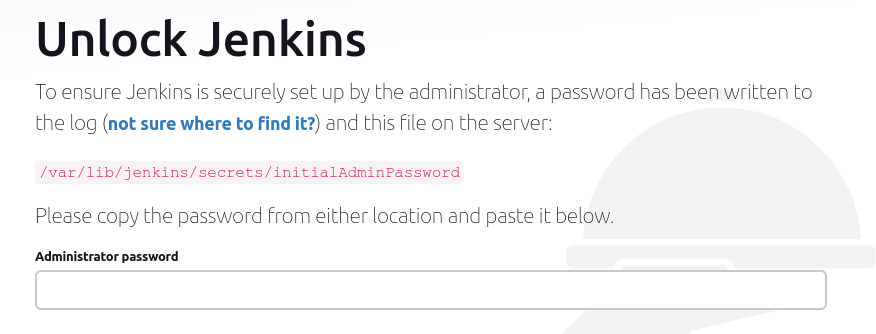 Unlock Jenkins
To ensure Jenkins is securely set up by the administrator, a password has been written to
the log (not sure where to find it?) and this file on the server:
/var/lib/jenkins/secrets/initialAdminPassword
Please copy the password from either location and paste it below.
Administrator password